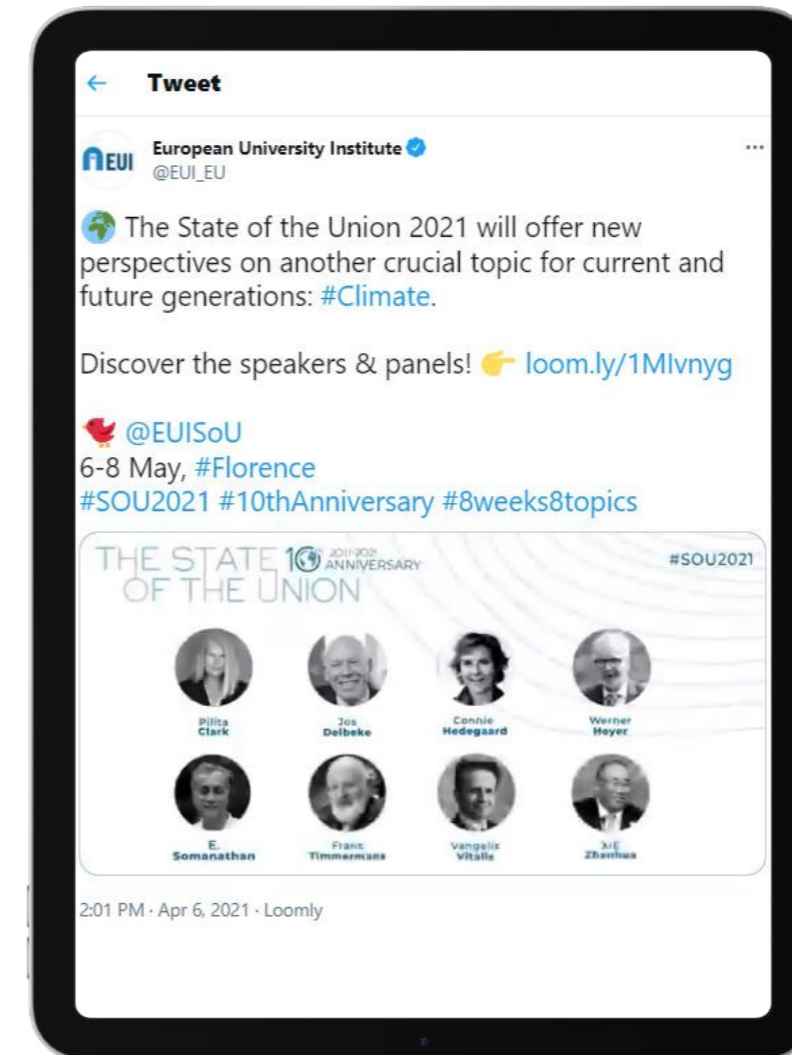 ← Tweet
EUI
European University Institute
@EUI_EU
...
🌍 The State of the Union 2021 will offer new
perspectives on another crucial topic for current and
future generations: #Climate.
Discover the speakers & panels! 👉 loom.ly/1MIvnyg
🐦 @EUISoU
6-8 May, #Florence
#SOU2021 #10thAnniversary #8weeks8topics
THE STATE
OF THE UNION
10 2011-2021
ANNIVERSARY
#SOU2021
Pilita
Clark
Jos
Delbeke
Connie
Hedegaard
Werner
Hoyer
E.
Somanathan
Frans
Timmermans
Vangelis
Vitalis
XIE
Zhenhua
2:01 PM · Apr 6, 2021 · Loomly